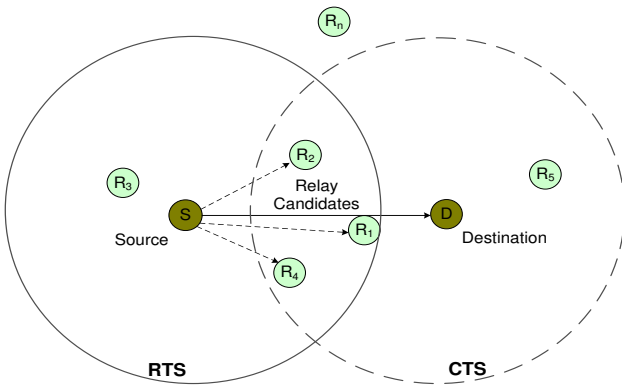 Rn
R2
R3
R5
Relay
Candidates
S
D
R1
Source
Destination
R4
RTS
CTS